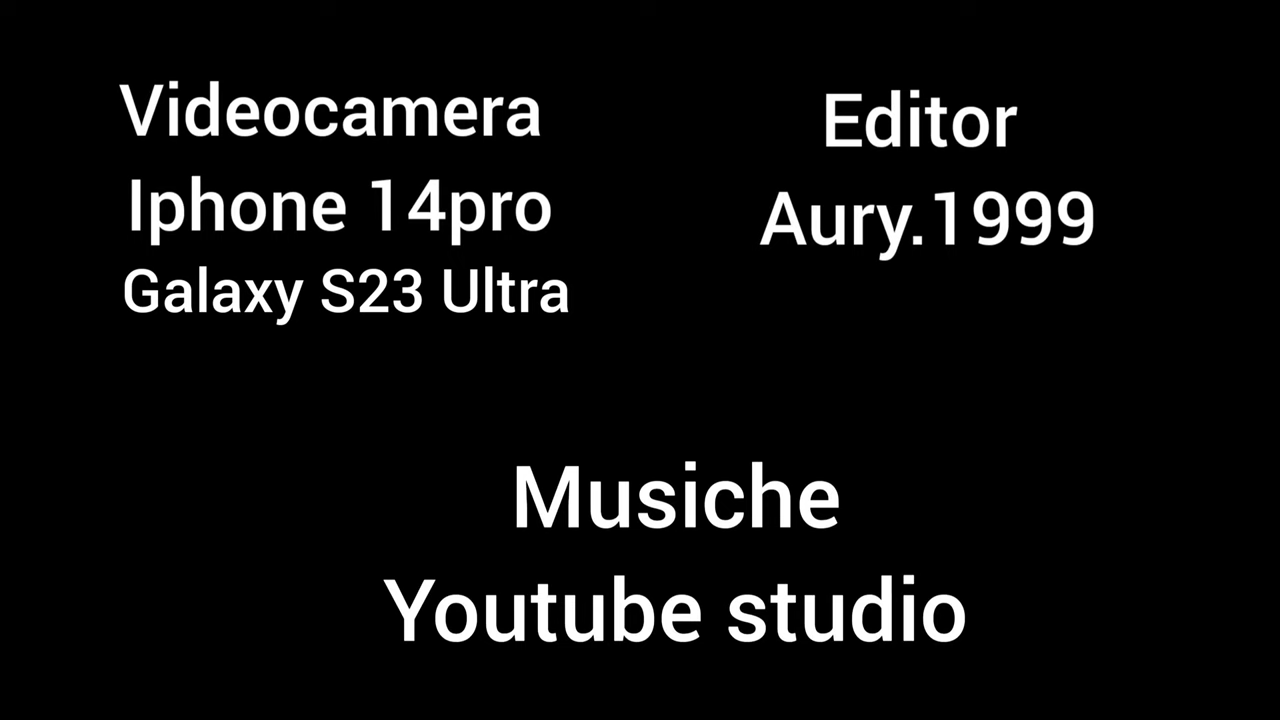 Videocamera
Iphone 14pro
Galaxy S23 Ultra
Editor
Aury.1999
Musiche
Youtube studio